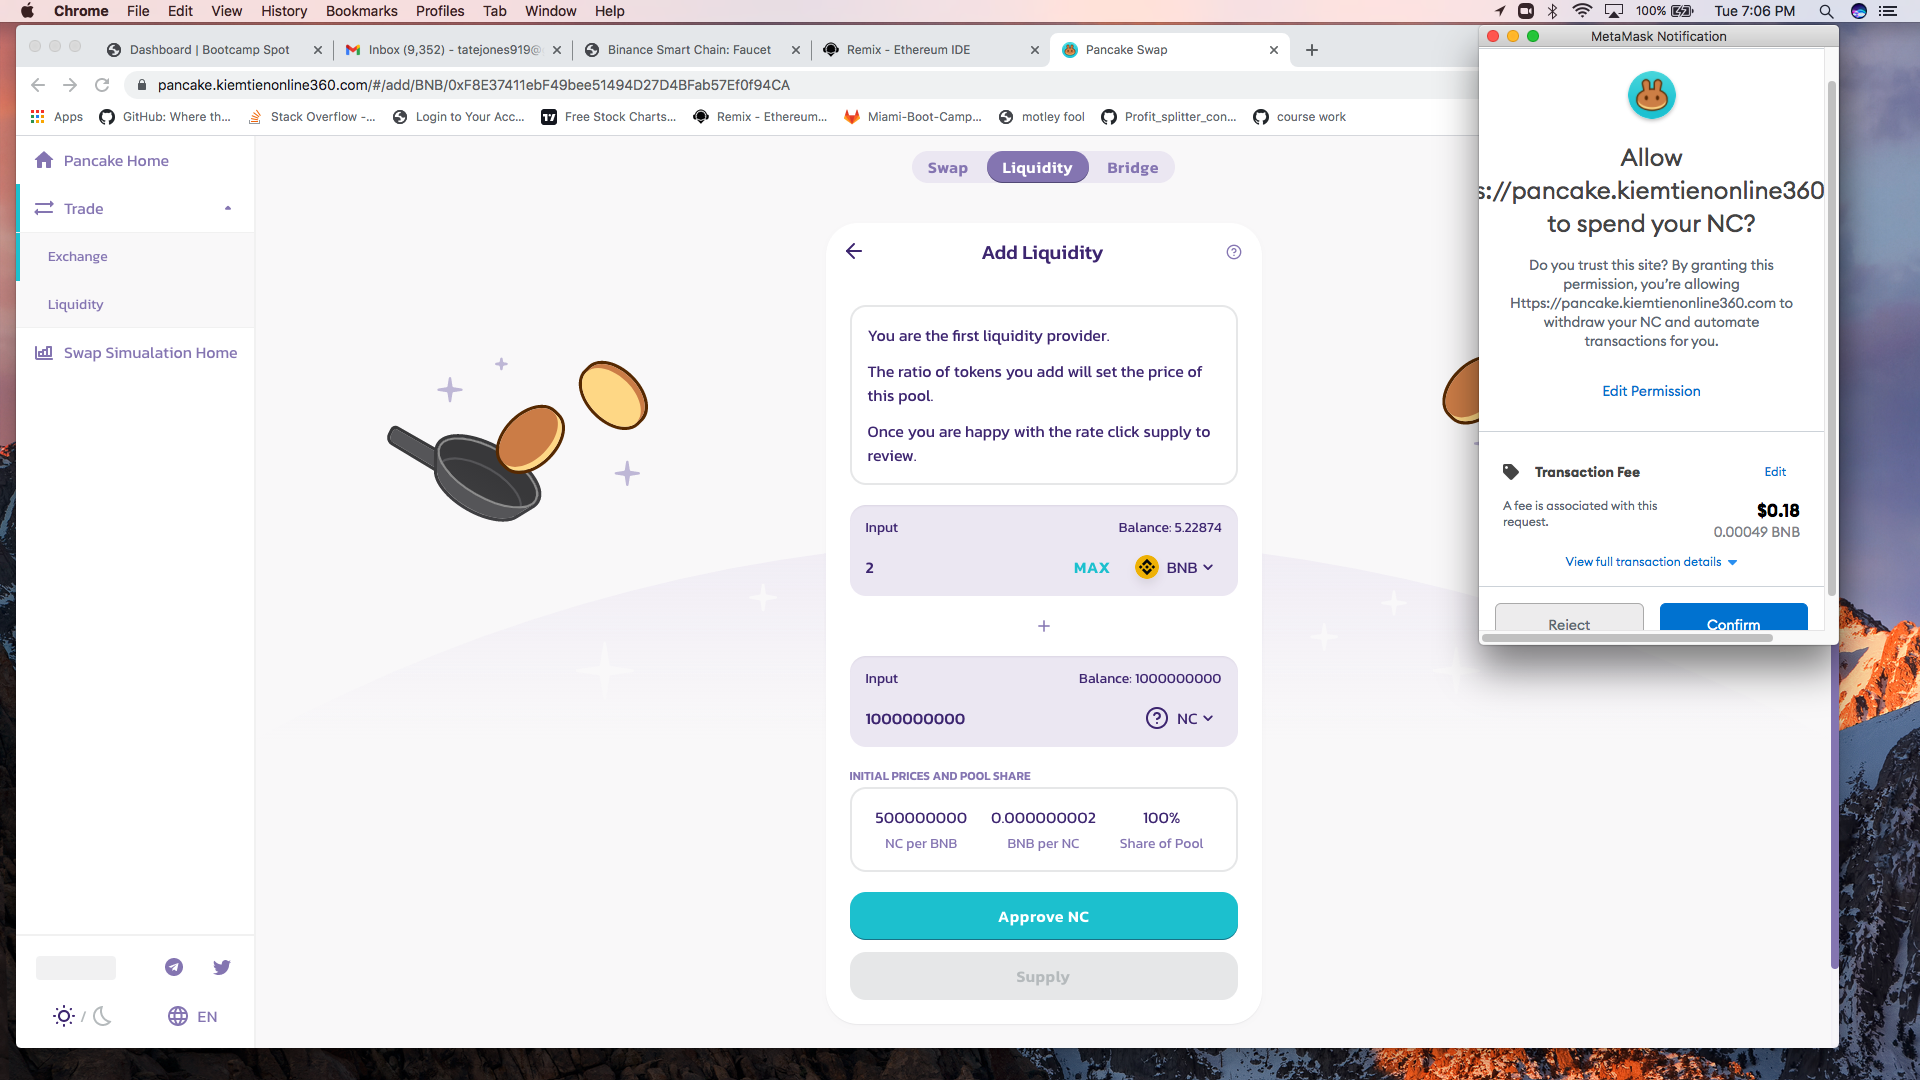 Chrome File Edit View History Bookmarks Profiles Tab Window Help 100% Tue 7:06 PM
Dashboard | Bootcamp Spot
Inbox (9,352) - tatejones919@
Binance Smart Chain: Faucet
Remix - Ethereum IDE
Pancake Swap
pancake.kiemtienonline360.com/#/add/BNB/0xF8E37411ebF49bee51494D27D4BFab57Ef0f94CA
Apps
GitHub: Where th...
Stack Overflow -...
Login to Your Acc...
Free Stock Charts...
Remix - Ethereum...
Miami-Boot-Camp...
motley fool
Profit_splitter_con...
course work
Pancake Home
Trade
Exchange
Liquidity
Swap Simualation Home
EN
Swap Liquidity Bridge
Add Liquidity
You are the first liquidity provider.
The ratio of tokens you add will set the price of
this pool.
Once you are happy with the rate click supply to
review.
Input Balance: 5.22874
2 MAX BNB
+
Input Balance: 1000000000
1000000000 NC
INITIAL PRICES AND POOL SHARE
500000000 0.000000002 100%
NC per BNB BNB per NC Share of Pool
Approve NC
Supply
MetaMask Notification
Allow
s://pancake.kiemtienonline360
to spend your NC?
Do you trust this site? By granting this
permission, you're allowing
Https://pancake.kiemtienonline360.com to
withdraw your NC and automate
transactions for you.
Edit Permission
Transaction Fee Edit
A fee is associated with this
request.
$0.18
0.00049 BNB
View full transaction details
Reject Confirm